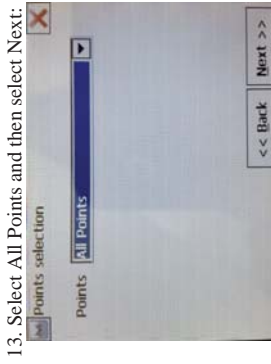 13. Select All Points and then select Next:
Points selection
Points All Points
<< Back Next >>